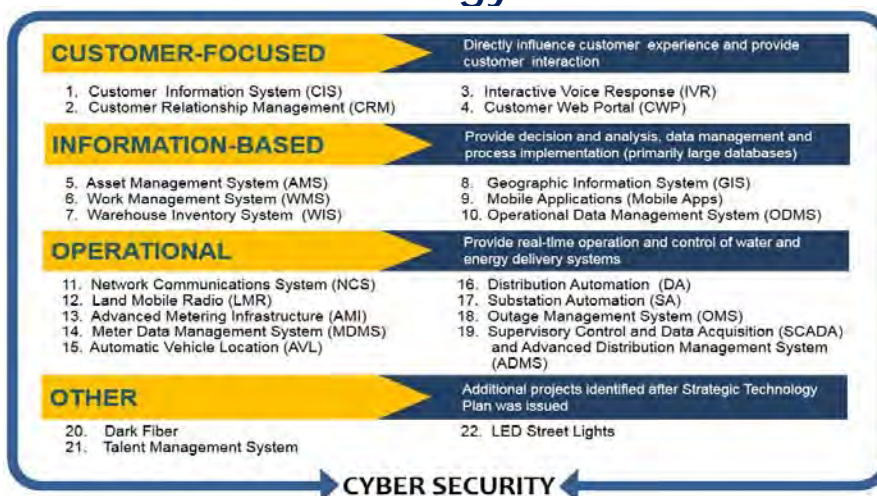 CUSTOMER-FOCUSED
Directly influence customer experience and provide
customer interaction
1. Customer Information System (CIS)
2. Customer Relationship Management (CRM)
3. Interactive Voice Response (IVR)
4. Customer Web Portal (CWP)
INFORMATION-BASED
Provide decision and analysis, data management and
process implementation (primarily large databases)
5. Asset Management System (AMS)
6. Work Management System (WMS)
7. Warehouse Inventory System (WIS)
8. Geographic Information System (GIS)
9. Mobile Applications (Mobile Apps)
10. Operational Data Management System (ODMS)
OPERATIONAL
Provide real-time operation and control of water and
energy delivery systems
11. Network Communications System (NCS)
12. Land Mobile Radio (LMR)
13. Advanced Metering Infrastructure (AMI)
14. Meter Data Management System (MDMS)
15. Automatic Vehicle Location (AVL)
16. Distribution Automation (DA)
17. Substation Automation (SA)
18. Outage Management System (OMS)
19. Supervisory Control and Data Acquisition (SCADA)
and Advanced Distribution Management System
(ADMS)
OTHER
Additional projects identified after Strategic Technology
Plan was issued
20. Dark Fiber
21. Talent Management System
22. LED Street Lights
CYBER SECURITY